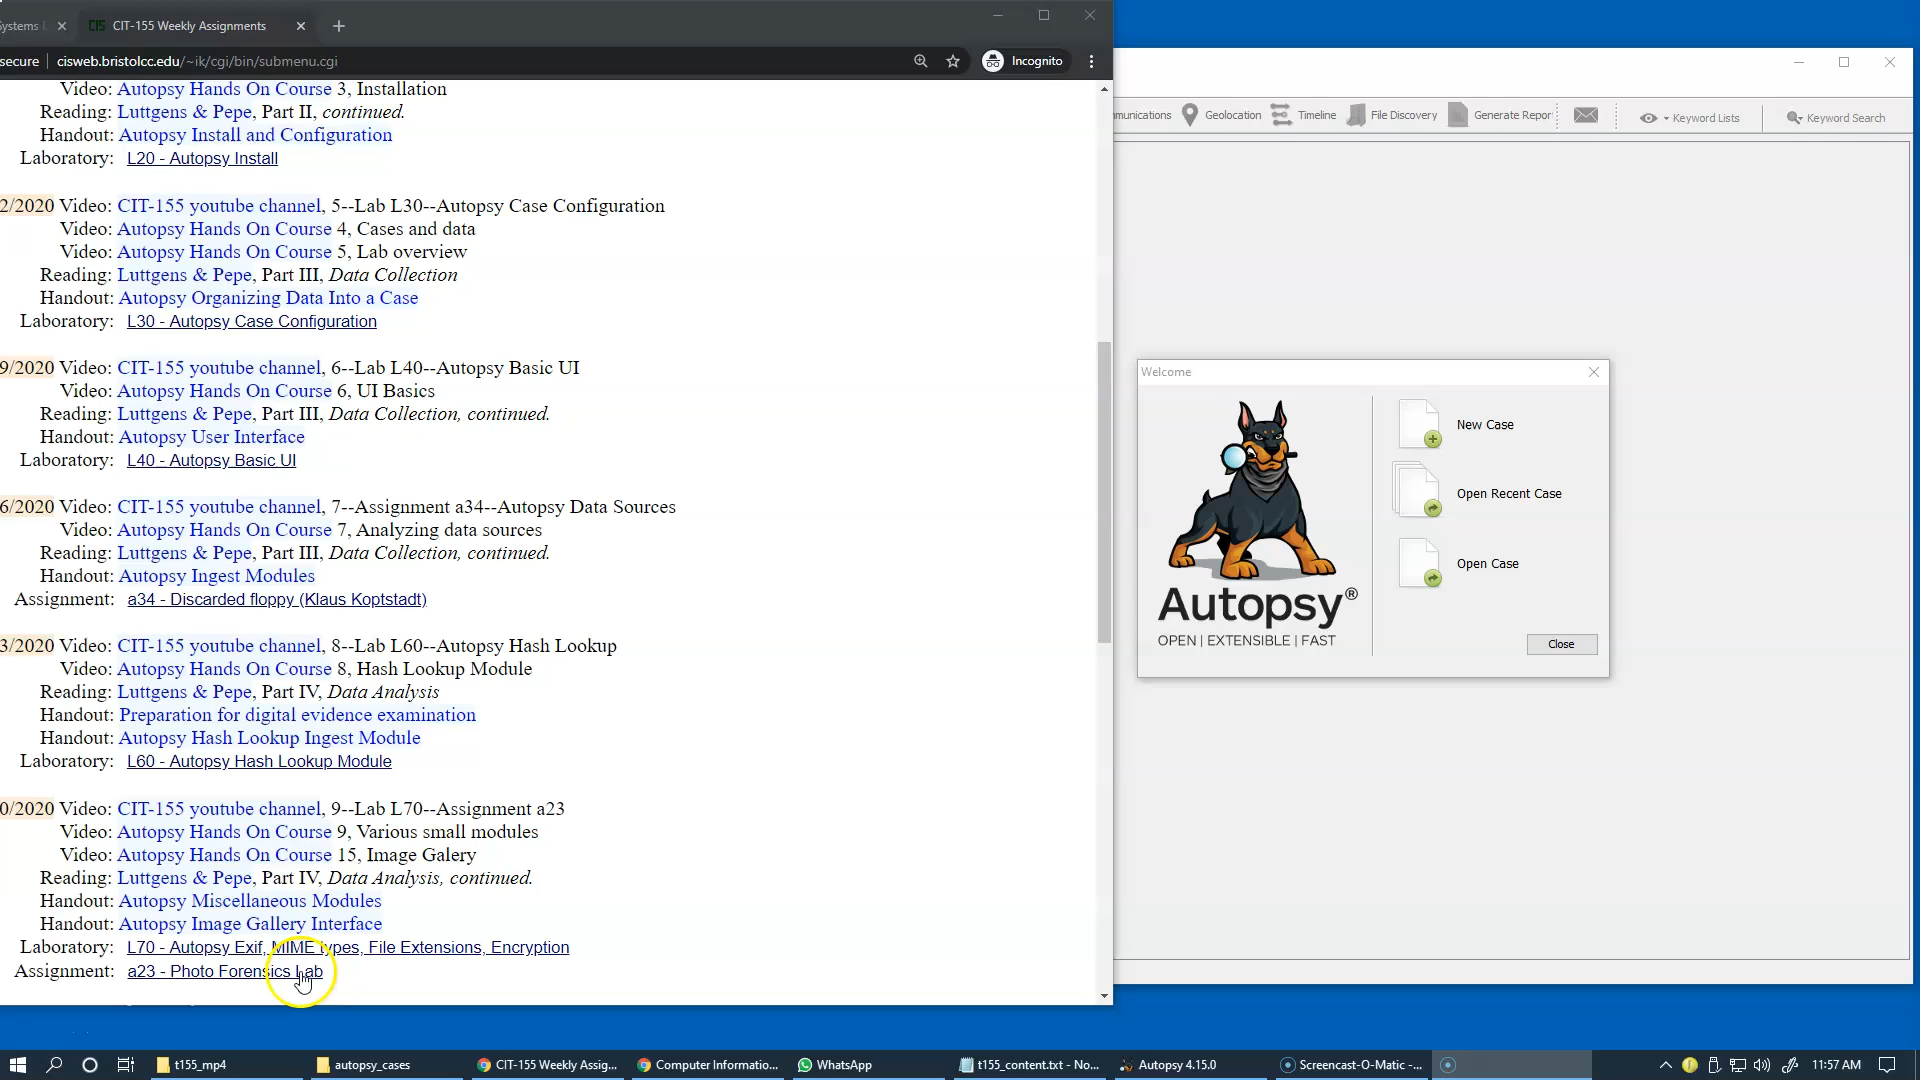 Systems
CIT-155 Weekly Assignments
secure
cisweb.bristolcc.edu/~ik/cgi/bin/submenu.cgi
Incognito
Video: Autopsy Hands On Course 3, Installation
Reading: Luttgens & Pepe, Part II, continued.
Handout: Autopsy Install and Configuration
Laboratory: L20 - Autopsy Install
2/2020 Video: CIT-155 youtube channel, 5--Lab L30--Autopsy Case Configuration
Video: Autopsy Hands On Course 4, Cases and data
Video: Autopsy Hands On Course 5, Lab overview
Reading: Luttgens & Pepe, Part III, Data Collection
Handout: Autopsy Organizing Data Into a Case
Laboratory: L30 - Autopsy Case Configuration
9/2020 Video: CIT-155 youtube channel, 6--Lab L40--Autopsy Basic UI
Video: Autopsy Hands On Course 6, UI Basics
Reading: Luttgens & Pepe, Part III, Data Collection, continued.
Handout: Autopsy User Interface
Laboratory: L40 - Autopsy Basic UI
6/2020 Video: CIT-155 youtube channel, 7--Assignment a34--Autopsy Data Sources
Video: Autopsy Hands On Course 7, Analyzing data sources
Reading: Luttgens & Pepe, Part III, Data Collection, continued.
Handout: Autopsy Ingest Modules
Assignment: a34 - Discarded floppy (Klaus Koptstadt)
3/2020 Video: CIT-155 youtube channel, 8--Lab L60--Autopsy Hash Lookup
Video: Autopsy Hands On Course 8, Hash Lookup Module
Reading: Luttgens & Pepe, Part IV, Data Analysis
Handout: Preparation for digital evidence examination
Handout: Autopsy Hash Lookup Ingest Module
Laboratory: L60 - Autopsy Hash Lookup Module
0/2020 Video: CIT-155 youtube channel, 9--Lab L70--Assignment a23
Video: Autopsy Hands On Course 9, Various small modules
Video: Autopsy Hands On Course 15, Image Galery
Reading: Luttgens & Pepe, Part IV, Data Analysis, continued.
Handout: Autopsy Miscellaneous Modules
Handout: Autopsy Image Gallery Interface
Laboratory: L70 - Autopsy Exif, MIME types, File Extensions, Encryption
Assignment: a23 - Photo Forensics Lab
munications Geolocation Timeline File Discovery Generate Repor Keyword Lists Keyword Search
Welcome
New Case
Open Recent Case
Open Case
Autopsy®
OPEN | EXTENSIBLE | FAST
Close
t155_mp4 autopsy_cases CIT-155 Weekly Assig... Computer Informatio... WhatsApp t155_content.txt - No... Autopsy 4.15.0 Screencast-O-Matic -... 11:57 AM